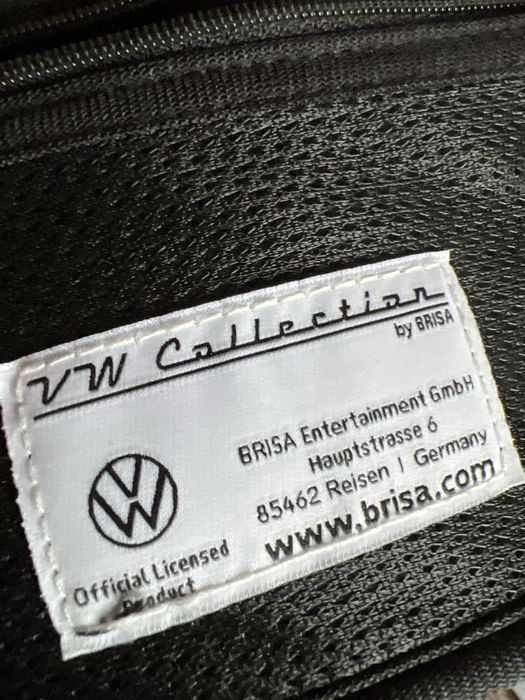 VW Collection
by BRISA
BRISA Entertainment GmbH
Hauptstrasse 6
85462 Reisen | Germany
www.brisa.com
Official Licensed
Product